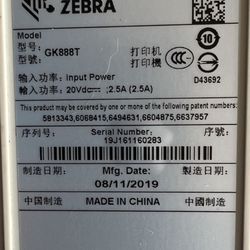 ZEBRA
Model
型号: GK888T 打印机
型號: 打印機
10
输入功率: Input Power
輸入功率: 20Vdc⎓ ;2.5A (2.5A) D43692
This product may be covered by one or more of the following patent numbers:
5813343,6068415,6494631,6604875,6637957
序列号: Serial Number:
19J161160283
制造日期: Mfg. Date: 製造日期:
08/11/2019
中国制造 MADE IN CHINA 中國製造